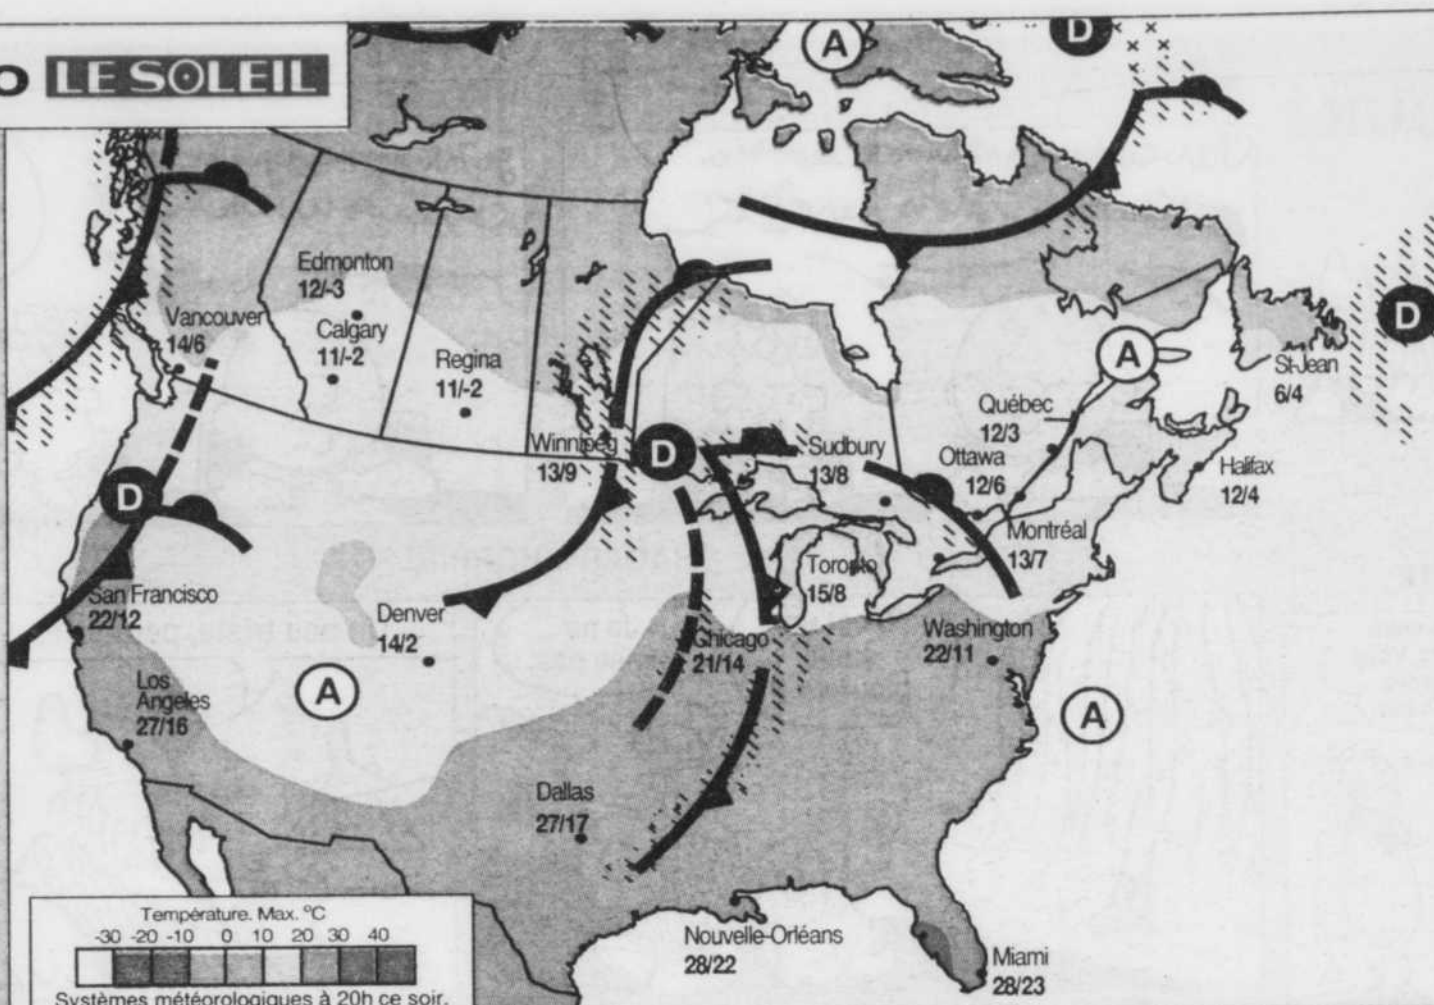 LE SOLEIL
A
D
Edmonton
12/-3
Vancouver
14/6
Calgary
11/-2
Regina
11/-2
D
A
St-Jean
6/4
Québec
12/3
Winnipeg
13/9
D
Sudbury
13/8
Ottawa
12/6
Halifax
12/4
D
Montréal
13/7
Toronto
15/8
San Francisco
22/12
Denver
14/2
Chicago
21/14
Washington
22/11
Los
Angeles
27/16
A
A
Dallas
27/17
Nouvelle-Orléans
28/22
Miami
28/23
Température. Max. °C
-30 -20 -10 0 10 20 30 40
Systèmes météorologiques à 20h ce soir.